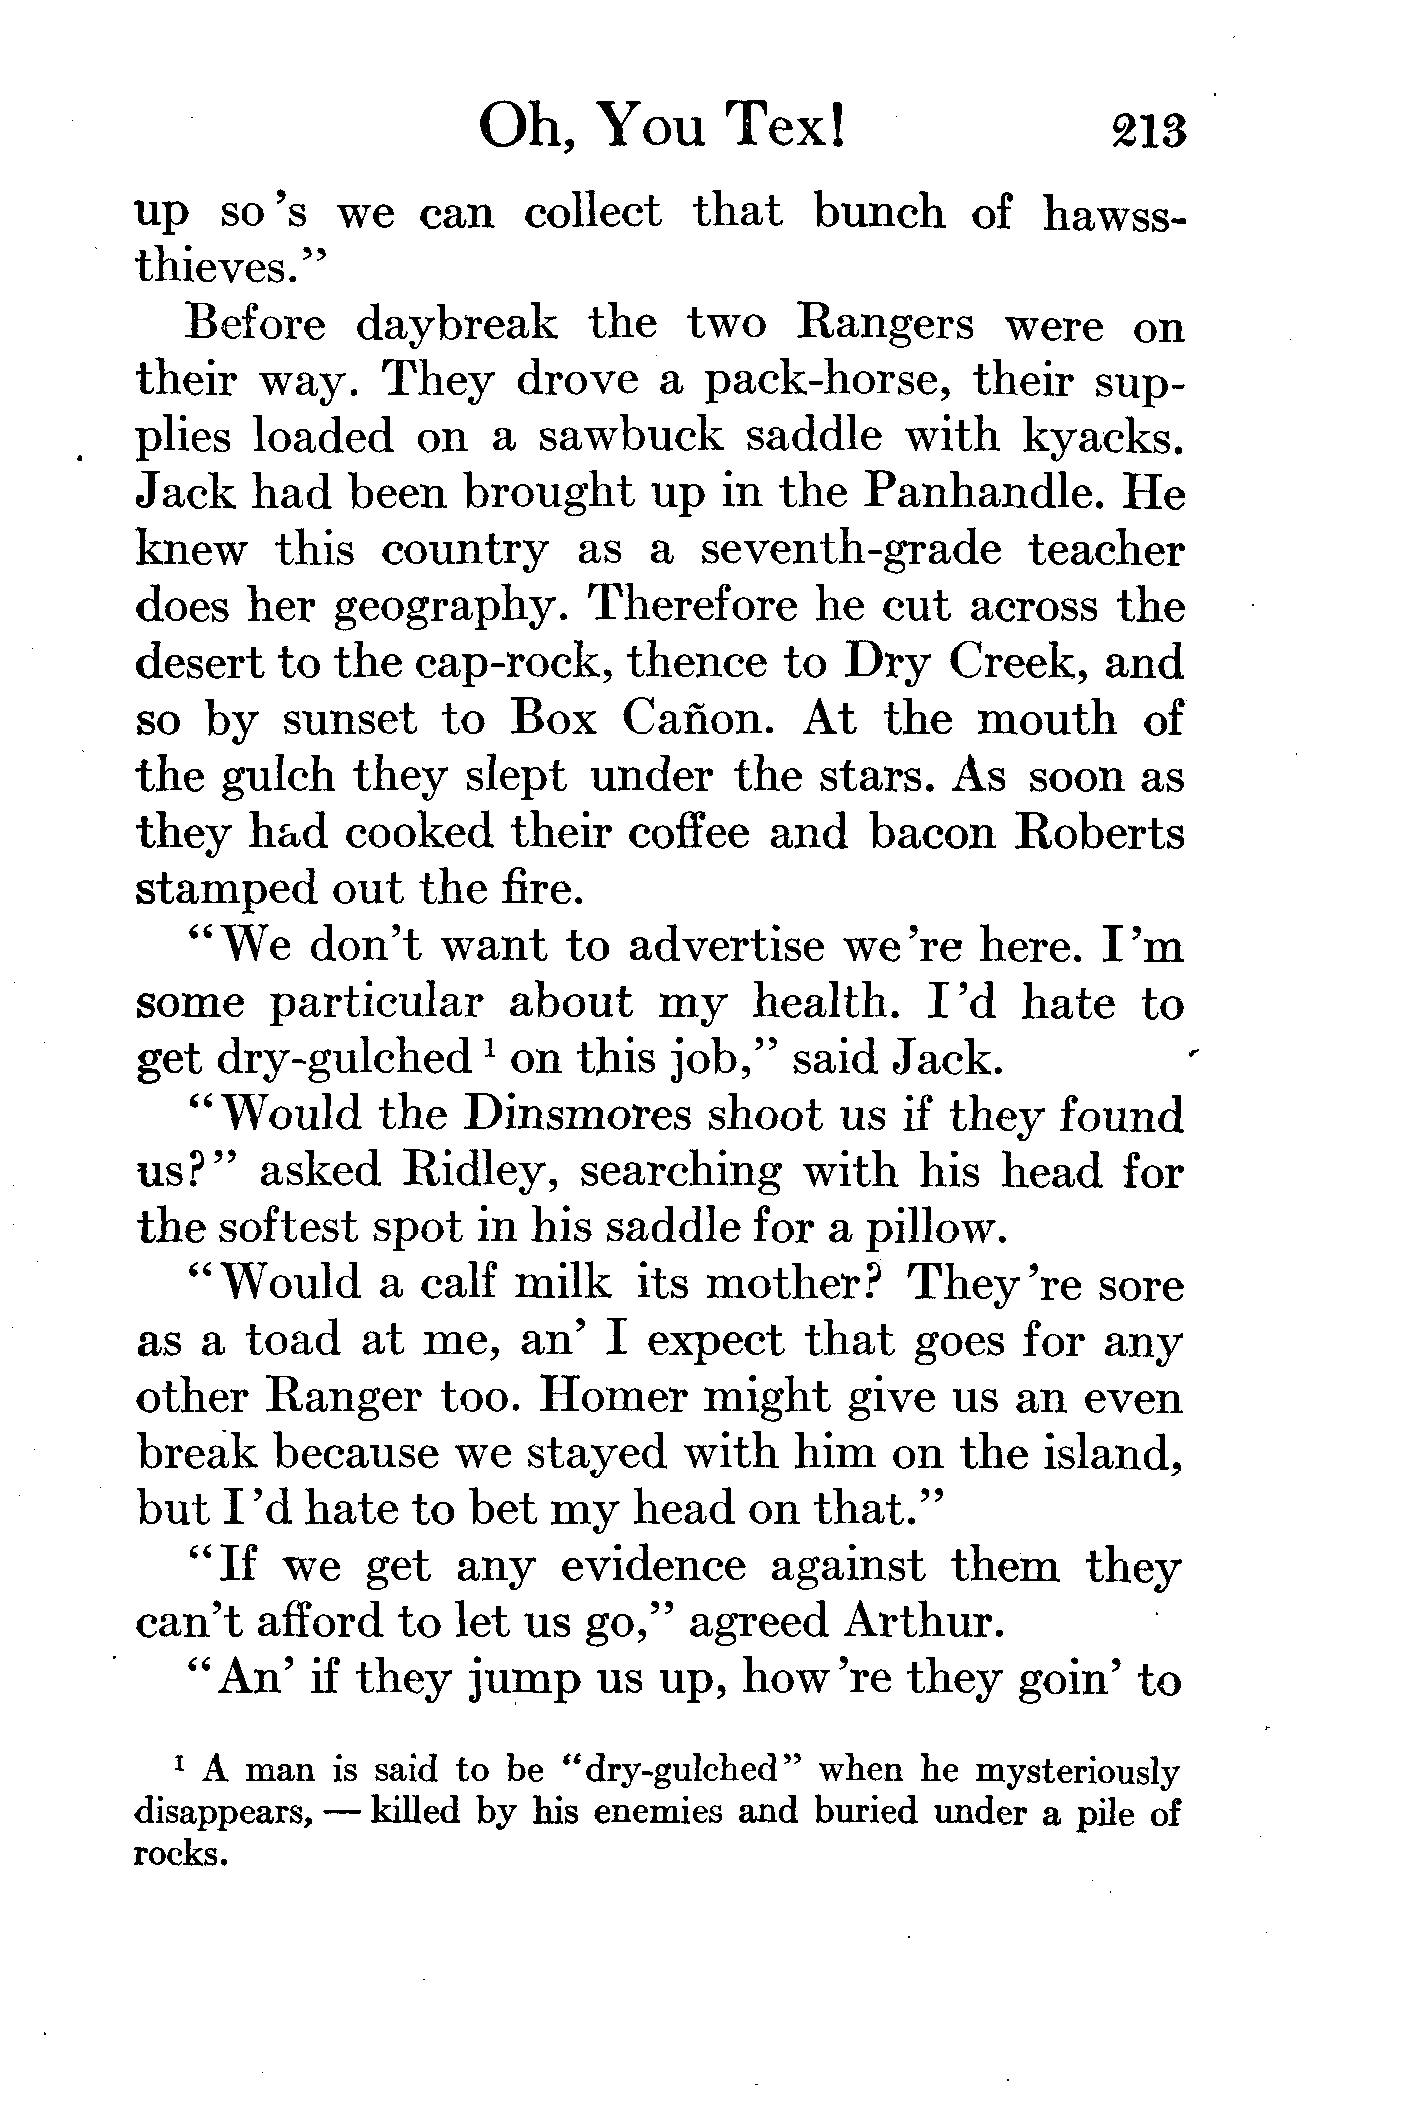 Oh, You Tex! 213
up so 's we can collect that bunch of hawss-
thieves."
Before daybreak the two Rangers were on
their way. They drove a pack-horse, their sup-
plies loaded on a sawbuck saddle with kyacks.
Jack had been brought up in the Panhandle. He
knew this country as a seventh-grade teacher
does her geography. Therefore he cut across the
desert to the cap-rock, thence to Dry Creek, and
so by sunset to Box Cañon. At the mouth of
the gulch they slept under the stars. As soon as
they had cooked their coffee and bacon Roberts
stamped out the fire.
"We don't want to advertise we 're here. I 'm
some particular about my health. I 'd hate to
get dry-gulched ¹ on this job," said Jack.
"Would the Dinsmores shoot us if they found
us?" asked Ridley, searching with his head for
the softest spot in his saddle for a pillow.
"Would a calf milk its mother? They 're sore
as a toad at me, an' I expect that goes for any
other Ranger too. Homer might give us an even
break because we stayed with him on the island,
but I 'd hate to bet my head on that."
"If we get any evidence against them they
can't afford to let us go," agreed Arthur.
"An' if they jump us up, how 're they goin' to
¹ A man is said to be "dry-gulched" when he mysteriously
disappears, — killed by his enemies and buried under a pile of
rocks.